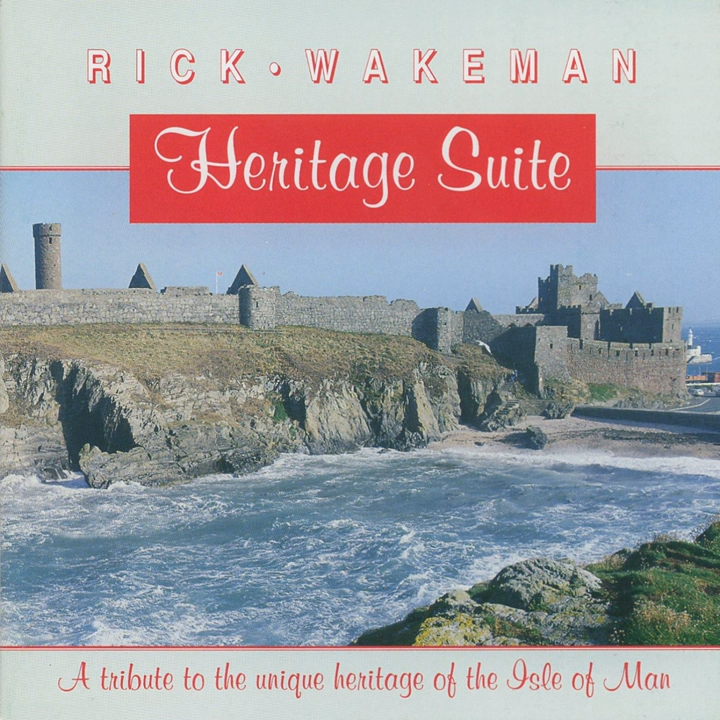 RICK • WAKEMAN
Heritage Suite
A tribute to the unique heritage of the Isle of Man